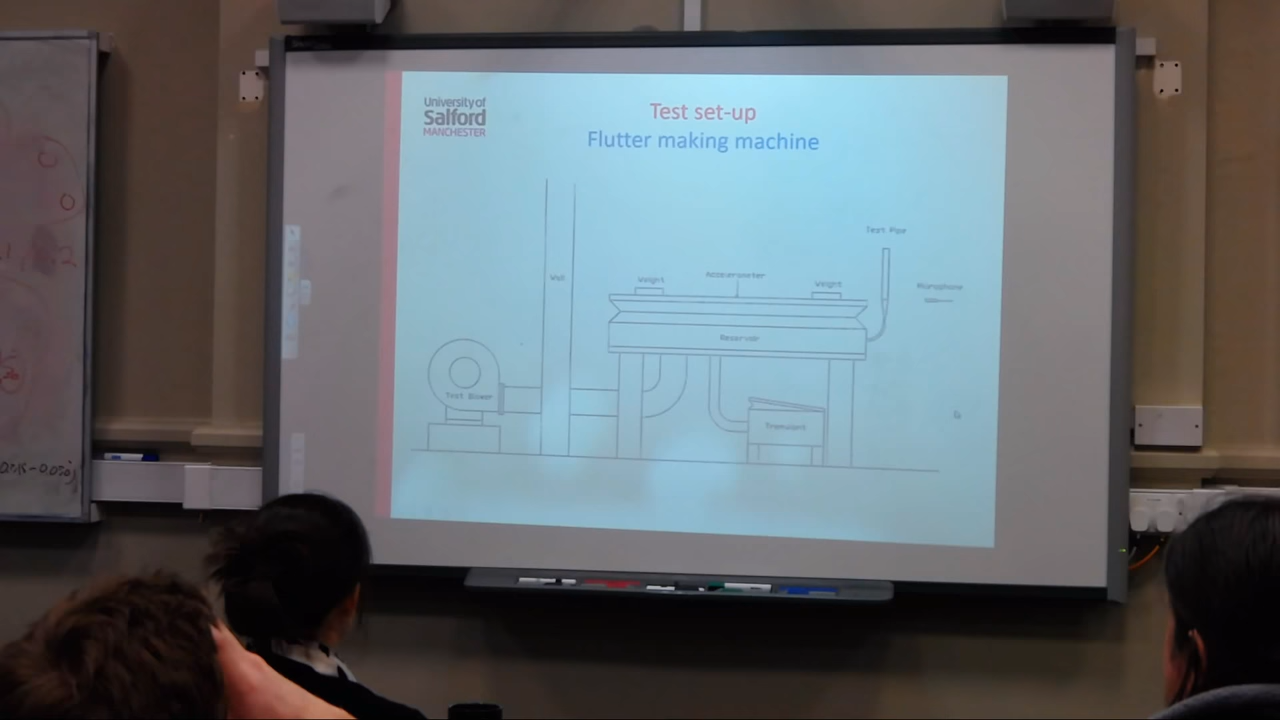 University of
Salford
MANCHESTER
Test set-up
Flutter making machine
Test Pipe
Wall
Weight
Accelerometer
Weight
Microphone
Reservoir
Test Blower
Tremulant